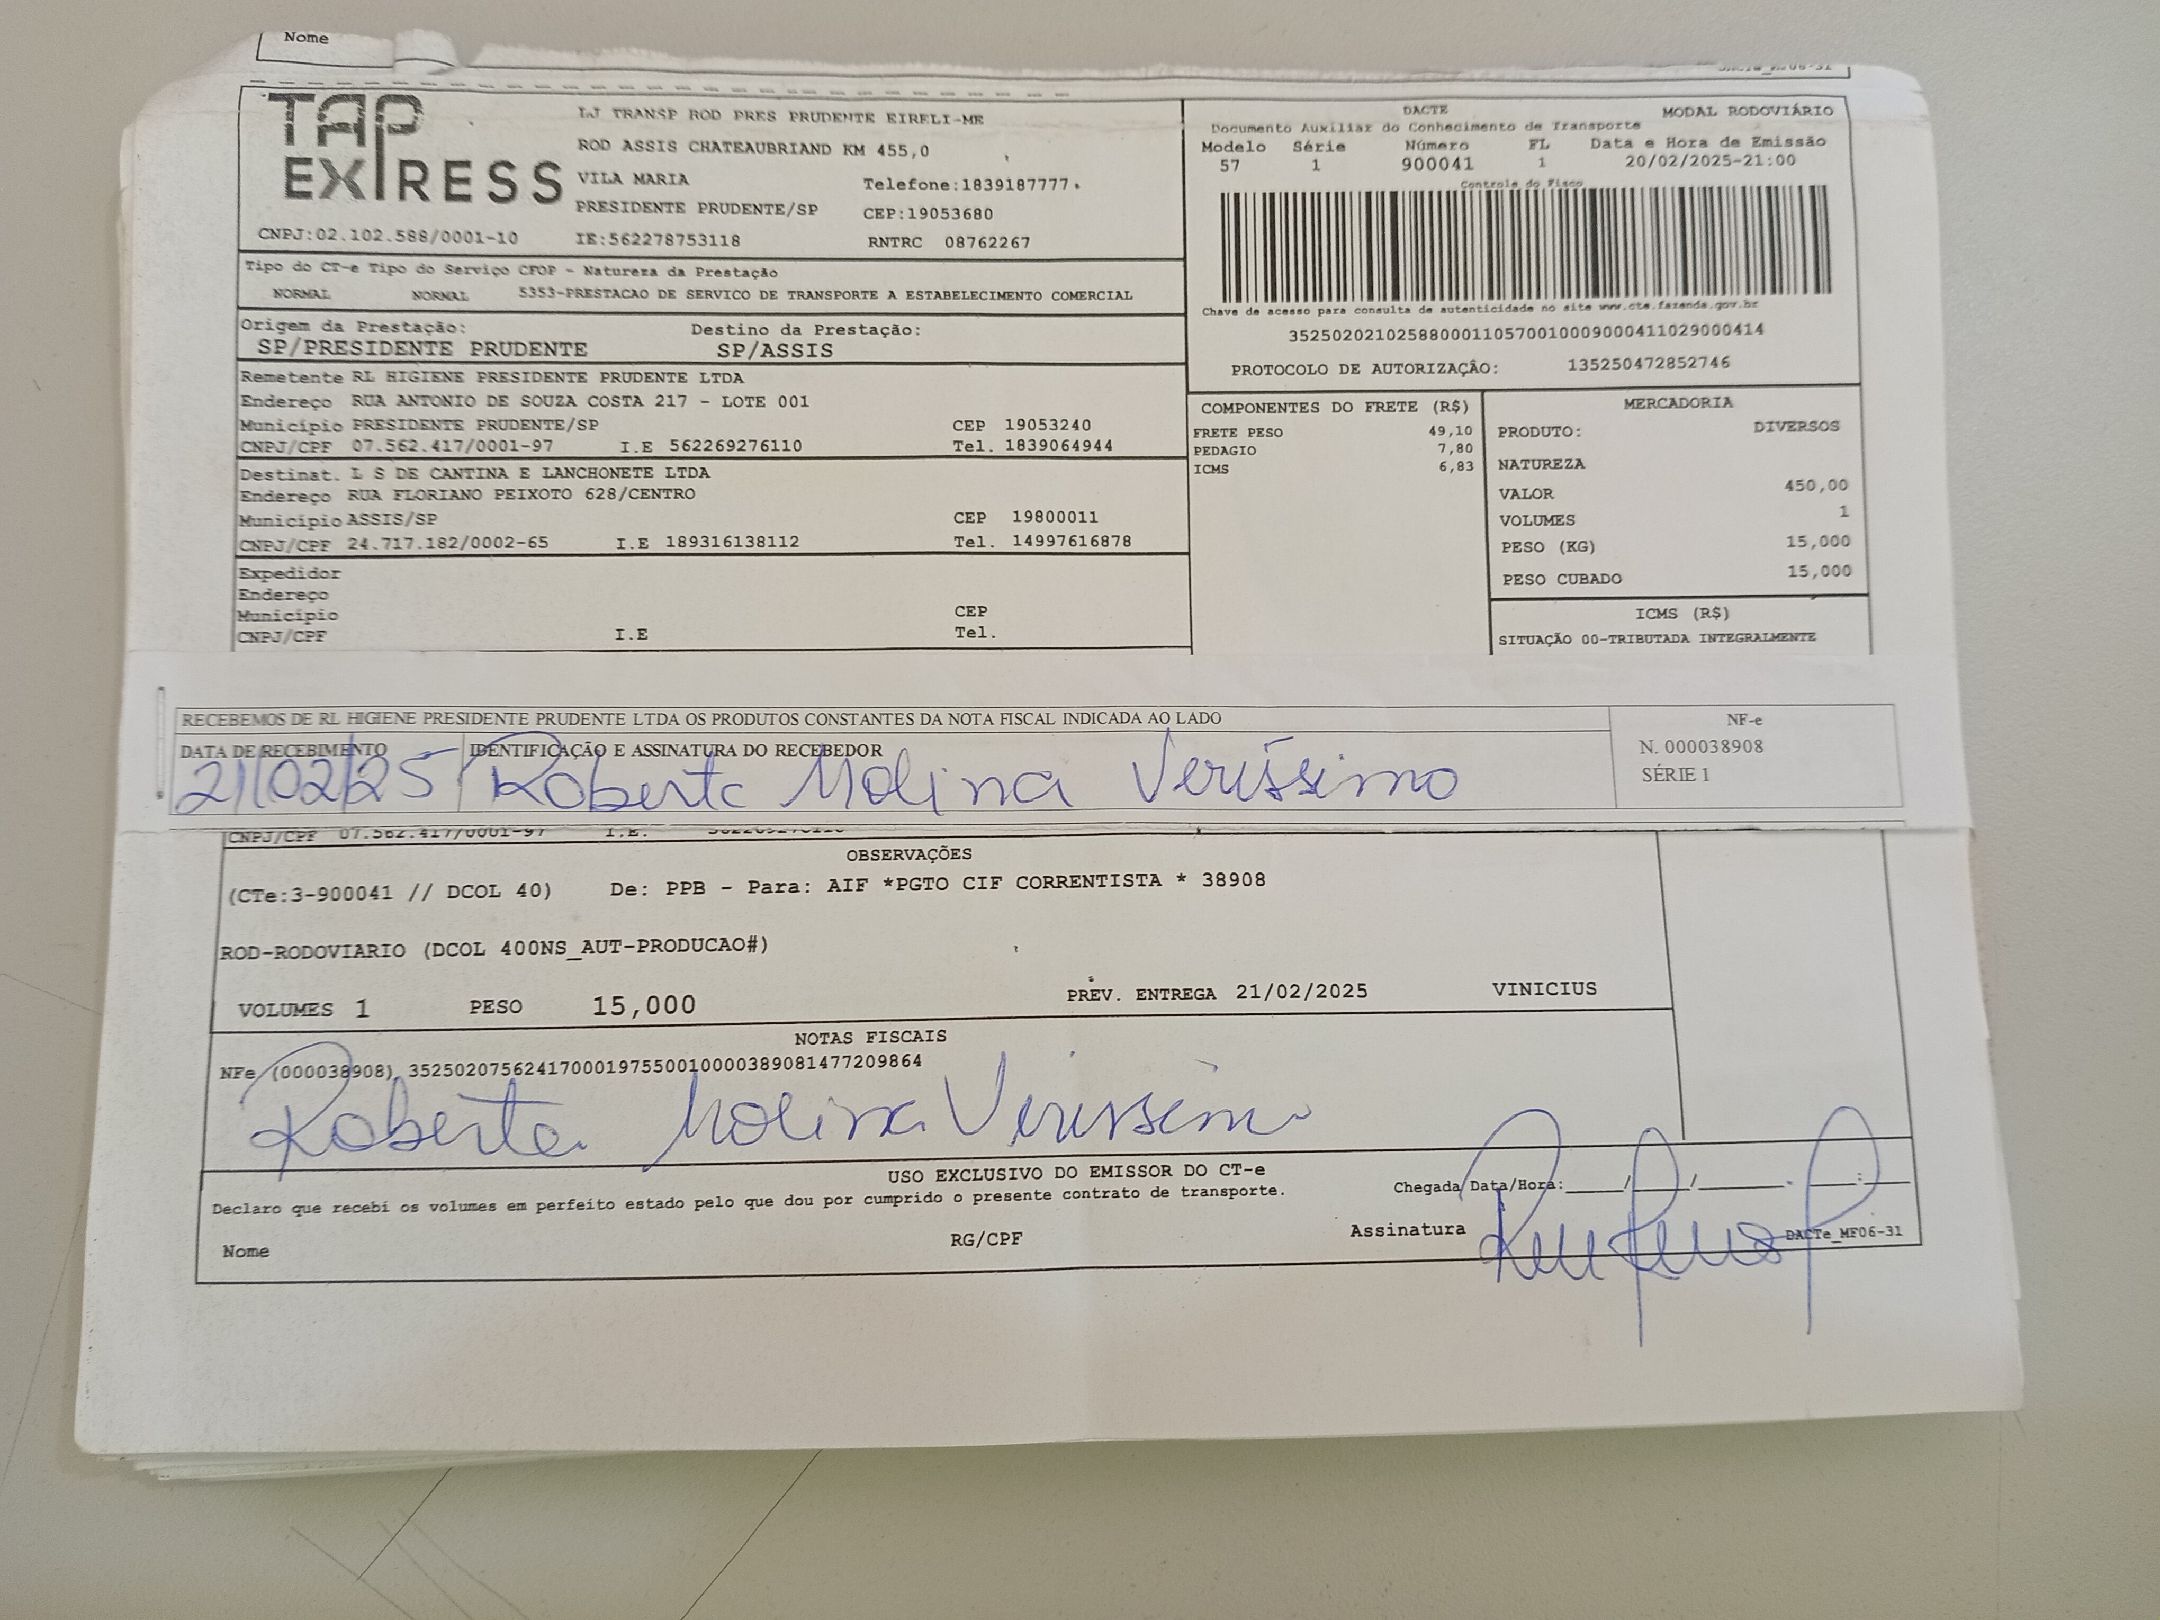 Nome
TAP EXPRESS
LJ TRANSP ROD PRES PRUDENTE EIRELI-ME
ROD ASSIS CHATEAUBRIAND KM 455,0
VILA MARIA Telefone:1839187777
PRESIDENTE PRUDENTE/SP CEP:19053680
CNPJ:02.102.588/0001-10 IE:562278753118 RNTRC 08762267
Tipo do CT-e Tipo do Serviço CFOP - Natureza da Prestação
NORMAL NORMAL 5353-PRESTACAO DE SERVICO DE TRANSPORTE A ESTABELECIMENTO COMERCIAL
Origem da Prestação: Destino da Prestação:
SP/PRESIDENTE PRUDENTE SP/ASSIS
Remetente RL HIGIENE PRESIDENTE PRUDENTE LTDA
Endereço RUA ANTONIO DE SOUZA COSTA 217 - LOTE 001
Município PRESIDENTE PRUDENTE/SP CEP 19053240
CNPJ/CPF 07.562.417/0001-97 I.E 562269276110 Tel. 1839064944
Destinat. L S DE CANTINA E LANCHONETE LTDA
Endereço RUA FLORIANO PEIXOTO 628/CENTRO
Município ASSIS/SP CEP 19800011
CNPJ/CPF 24.717.182/0002-65 I.E 189316138112 Tel. 14997616878
Expedidor
Endereço
Município CEP
CNPJ/CPF I.E Tel.
DACTE MODAL RODOVIÁRIO
Documento Auxiliar do Conhecimento de Transporte
Modelo Série Número FL Data e Hora de Emissão
57 1 900041 1 20/02/2025-21:00
Controle do Fisco
Chave de acesso para consulta de autenticidade no site www.cte.fazenda.gov.br
35250202102588000110570010009000411029000414
PROTOCOLO DE AUTORIZAÇÂO: 135250472852746
COMPONENTES DO FRETE (R$)
FRETE PESO 49,10
PEDAGIO 7,80
ICMS 6,83
MERCADORIA
PRODUTO: DIVERSOS
NATUREZA
VALOR 450,00
VOLUMES 1
PESO (KG) 15,000
PESO CUBADO 15,000
ICMS (R$)
SITUAÇÃO 00-TRIBUTADA INTEGRALMENTE
RECEBEMOS DE RL HIGIENE PRESIDENTE PRUDENTE LTDA OS PRODUTOS CONSTANTES DA NOTA FISCAL INDICADA AO LADO
DATA DE RECEBIMENTO IDENTIFICAÇÃO E ASSINATURA DO RECEBEDOR
21/02/25 Roberta Molina Veríssimo
NF-e
N. 000038908
SÉRIE 1
CNPJ/CPF 07.562.417/0001-97 I.E.
OBSERVAÇÕES
(CTe:3-900041 // DCOL 40) De: PPB - Para: AIF *PGTO CIF CORRENTISTA * 38908
ROD-RODOVIARIO (DCOL 400NS_AUT-PRODUCAO#)
VOLUMES 1 PESO 15,000 PREV. ENTREGA 21/02/2025 VINICIUS
NOTAS FISCAIS
NFe (000038908) 35250207562417000197550010000389081477209864
Roberta Molina Verissimo
USO EXCLUSIVO DO EMISSOR DO CT-e
Declaro que recebi os volumes em perfeito estado pelo que dou por cumprido o presente contrato de transporte.
Chegada Data/Hora:_____/_____/________-____:____
Nome RG/CPF Assinatura
DACTe_MF06-31